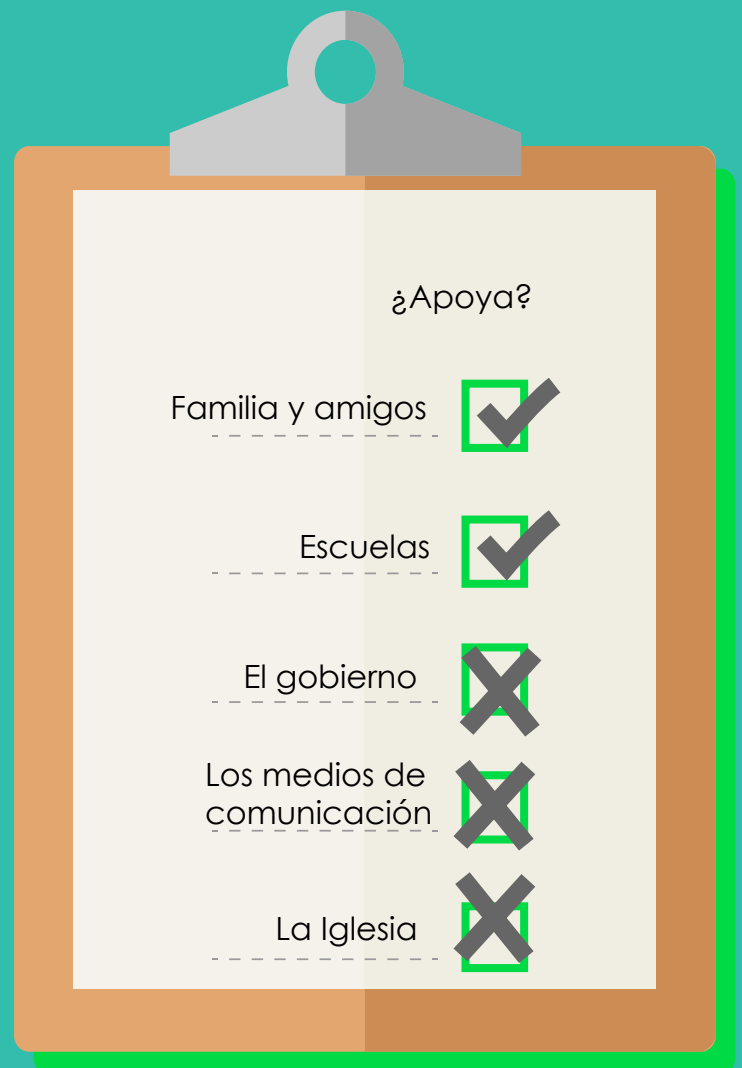 ¿Apoya?
Familia y amigos
Escuelas
El gobierno
Los medios de
comunicación
La Iglesia